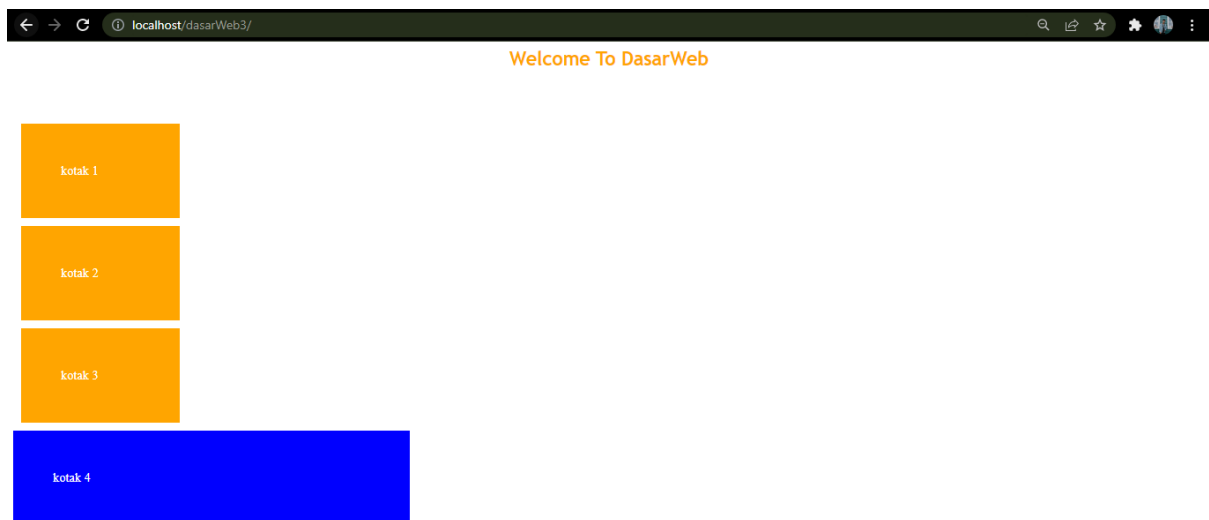 localhost/dasarWeb3/
Welcome To DasarWeb
kotak 1
kotak 2
kotak 3
kotak 4